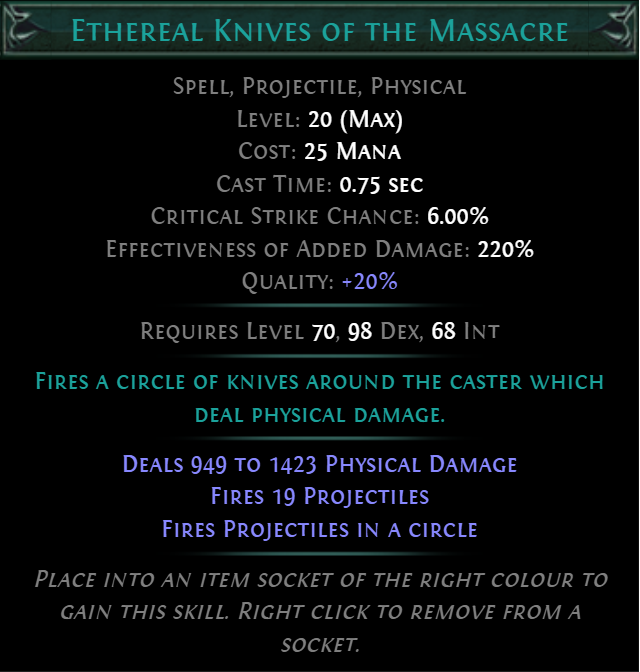 Ethereal Knives of the Massacre
Spell, Projectile, Physical
Level: 20 (Max)
Cost: 25 Mana
Cast Time: 0.75 sec
Critical Strike Chance: 6.00%
Effectiveness of Added Damage: 220%
Quality: +20%
Requires Level 70, 98 Dex, 68 Int
Fires a circle of knives around the caster which
deal physical damage.
Deals 949 to 1423 Physical Damage
Fires 19 Projectiles
Fires Projectiles in a circle
Place into an item socket of the right colour to
gain this skill. Right click to remove from a
socket.